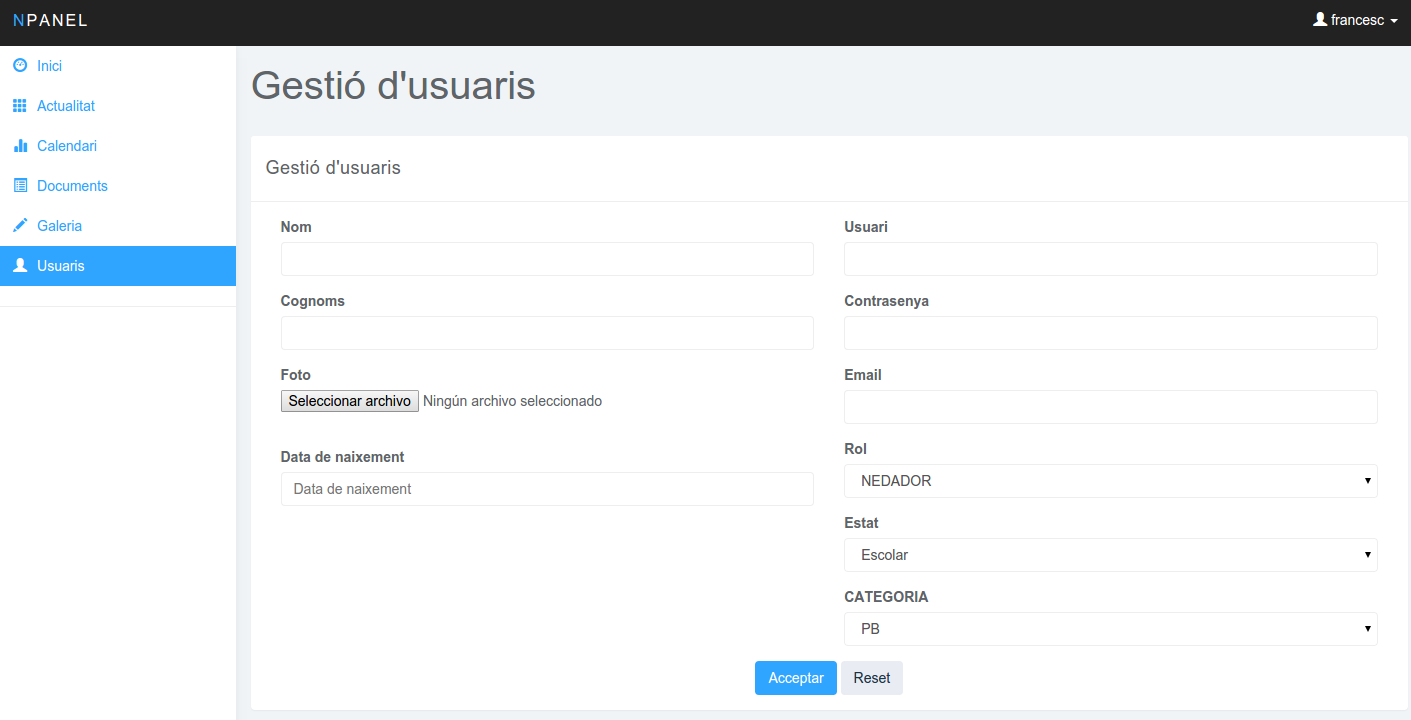 NPANEL
francesc
Inici
Actualitat
Calendari
Documents
Galeria
Usuaris
Gestió d'usuaris
Gestió d'usuaris
Nom
Cognoms
Foto
Seleccionar archivo Ningún archivo seleccionado
Data de naixement
Data de naixement
Usuari
Contrasenya
Email
Rol
NEDADOR
Estat
Escolar
CATEGORIA
PB
Acceptar Reset